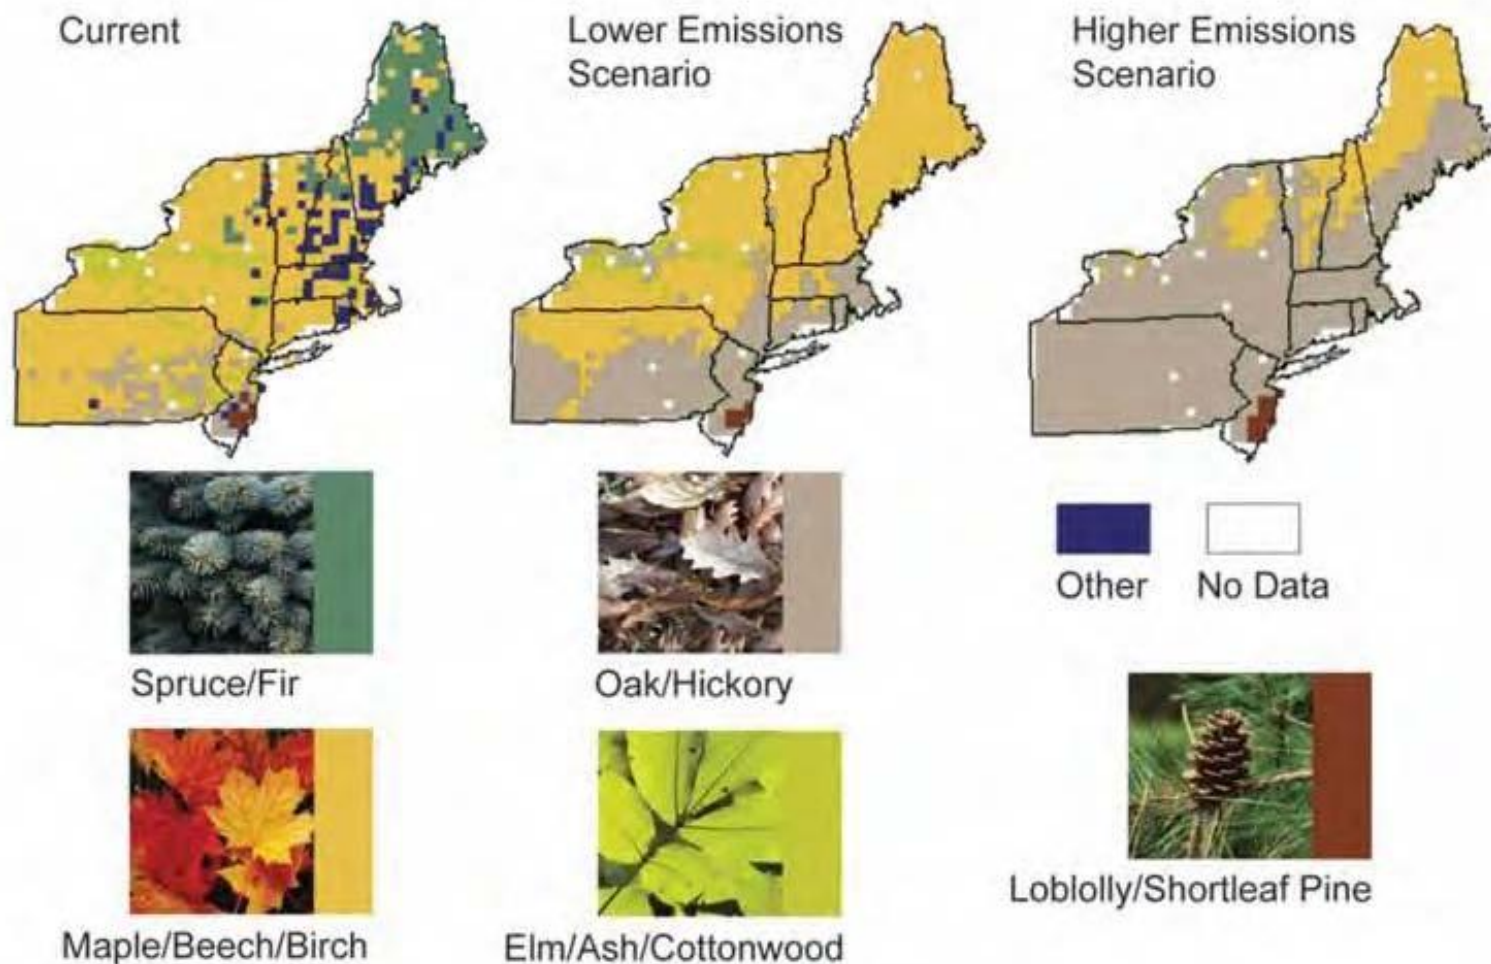 Current
Lower Emissions
Scenario
Higher Emissions
Scenario
Other
No Data
Spruce/Fir
Oak/Hickory
Loblolly/Shortleaf Pine
Maple/Beech/Birch
Elm/Ash/Cottonwood